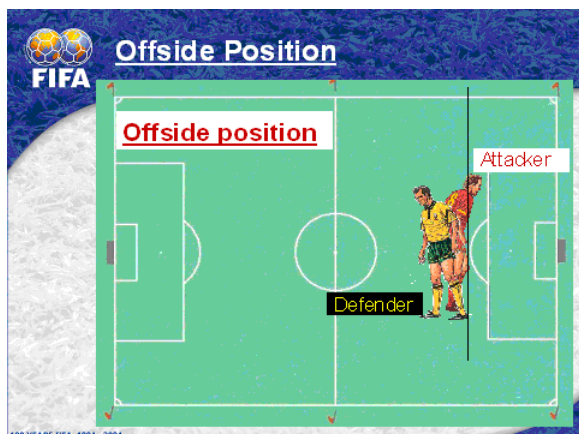 Offside Position
FIFA
Offside position
Attacker
Defender